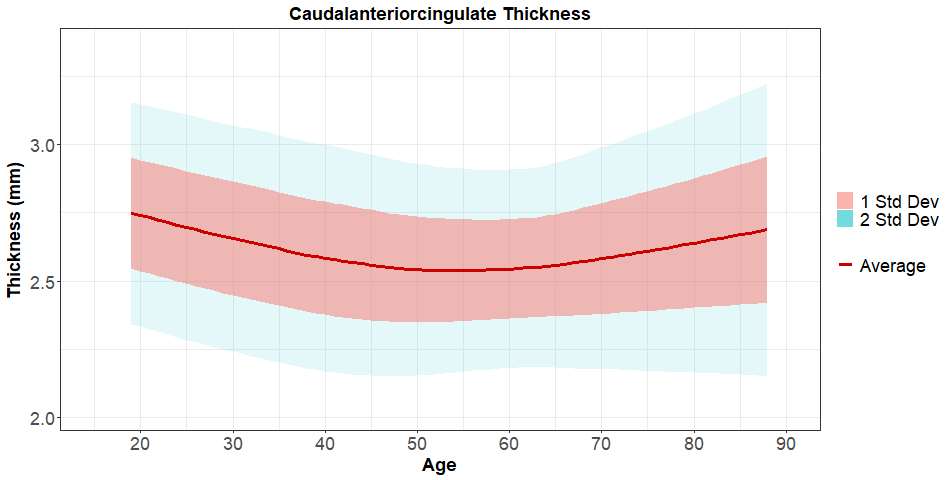 Caudalanteriorcingulate Thickness
Thickness (mm)
3.0
2.5
2.0
20 30 40 50 60 70 80 90
Age
1 Std Dev
2 Std Dev
Average